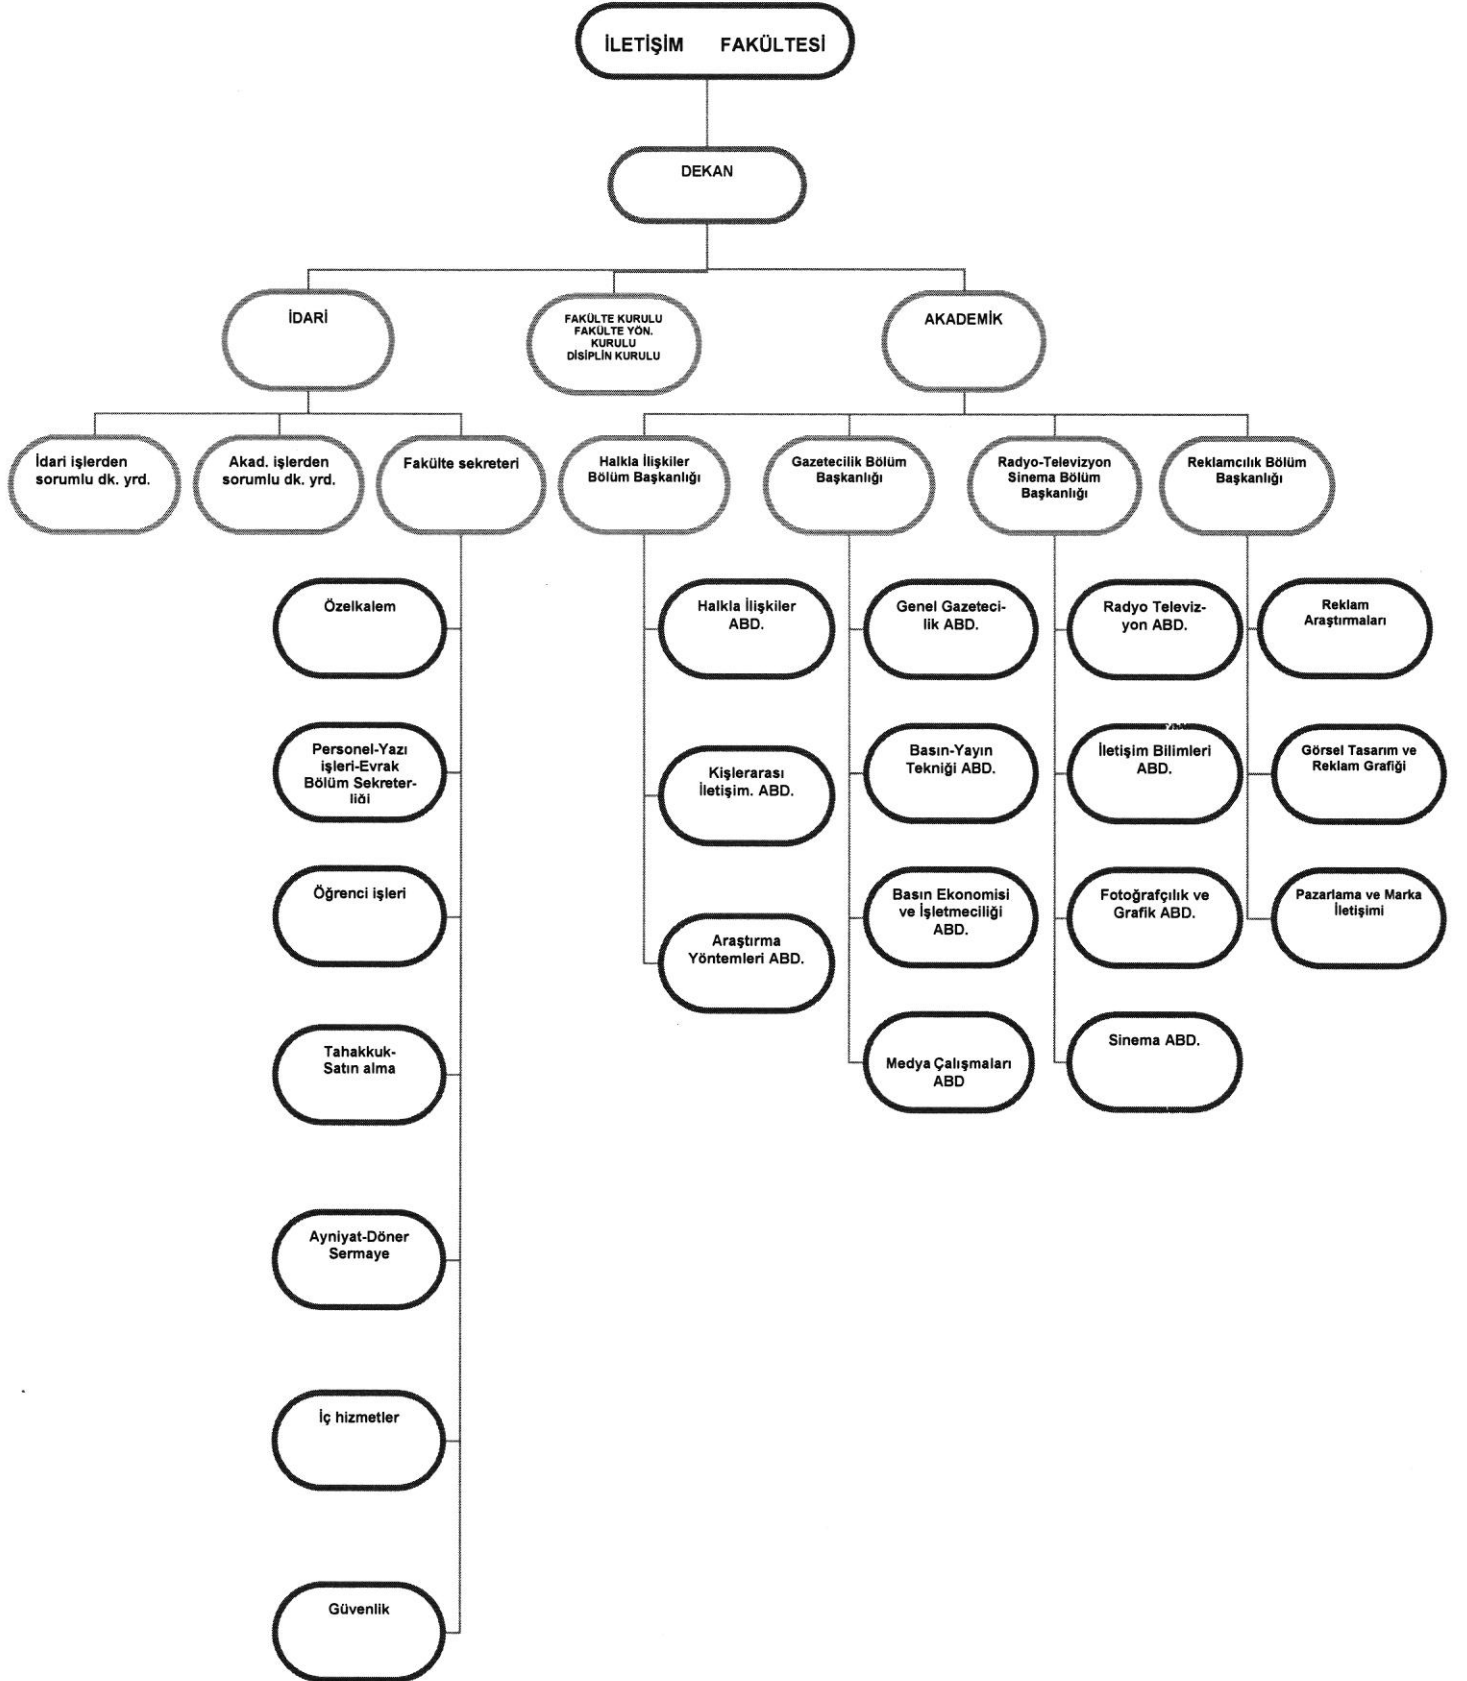 İLETİŞİM FAKÜLTESİ
DEKAN
İDARİ
FAKÜLTE KURULU
FAKÜLTE YÖN.
KURULU
DİSİPLİN KURULU
AKADEMİK
İdari işlerden
sorumlu dk. yrd.
Akad. işlerden
sorumlu dk. yrd.
Fakülte sekreteri
Halkla İlişkiler
Bölüm Başkanlığı
Gazetecilik Bölüm
Başkanlığı
Radyo-Televizyon
Sinema Bölüm
Başkanlığı
Reklamcılık Bölüm
Başkanlığı
Özelkalem
Personel-Yazı
işleri-Evrak
Bölüm Sekreter-
liği
Öğrenci işleri
Tahakkuk-
Satın alma
Ayniyat-Döner
Sermaye
İç hizmetler
Güvenlik
Halkla İlişkiler
ABD.
Kişlerarası
İletişim. ABD.
Araştırma
Yöntemleri ABD.
Genel Gazeteci-
lik ABD.
Basın-Yayın
Tekniği ABD.
Basın Ekonomisi
ve İşletmeciliği
ABD.
Medya Çalışmaları
ABD
Radyo Televiz-
yon ABD.
İletişim Bilimleri
ABD.
Fotoğrafçılık ve
Grafik ABD.
Sinema ABD.
Reklam
Araştırmaları
Görsel Tasarım ve
Reklam Grafiği
Pazarlama ve Marka
İletişimi